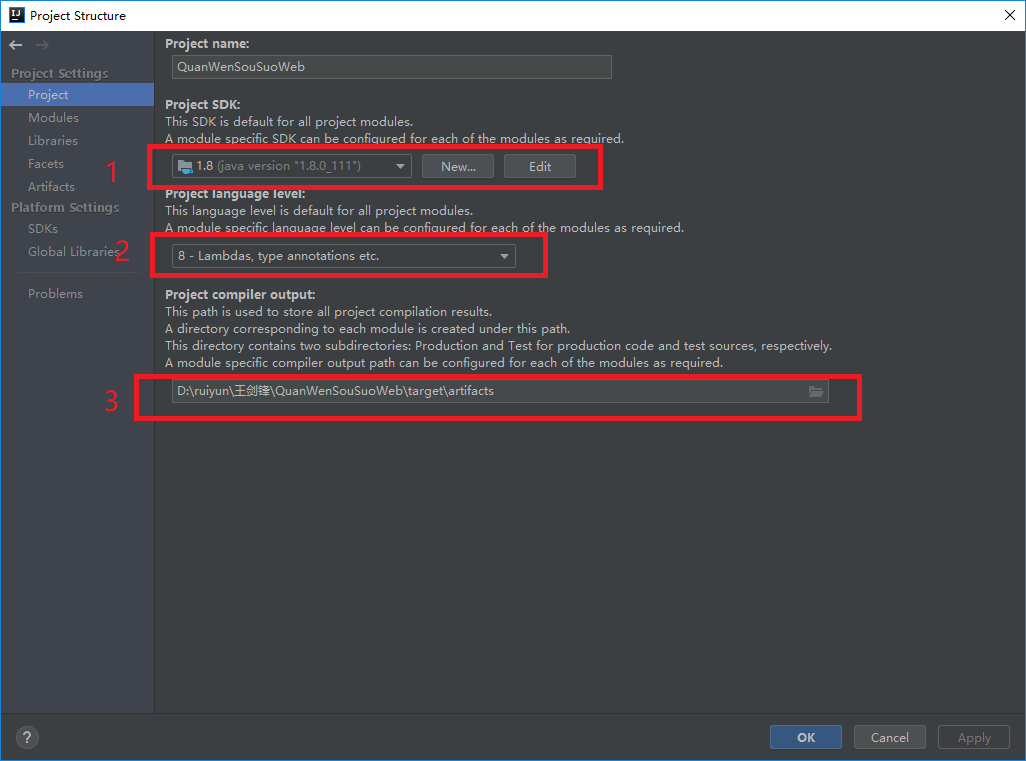 Project Structure
Project Settings
Project
Modules
Libraries
Facets
Artifacts
Platform Settings
SDKs
Global Libraries
Problems
Project name:
QuanWenSouSuoWeb
Project SDK:
This SDK is default for all project modules.
A module specific SDK can be configured for each of the modules as required.
1
1.8 (java version "1.8.0_111")
New...
Edit
Project language level:
This language level is default for all project modules.
A module specific language level can be configured for each of the modules as required.
2
8 - Lambdas, type annotations etc.
Project compiler output:
This path is used to store all project compilation results.
A directory corresponding to each module is created under this path.
This directory contains two subdirectories: Production and Test for production code and test sources, respectively.
A module specific compiler output path can be configured for each of the modules as required.
3
D:\ruiyun\王剑锋\QuanWenSouSuoWeb\target\artifacts
?
OK
Cancel
Apply